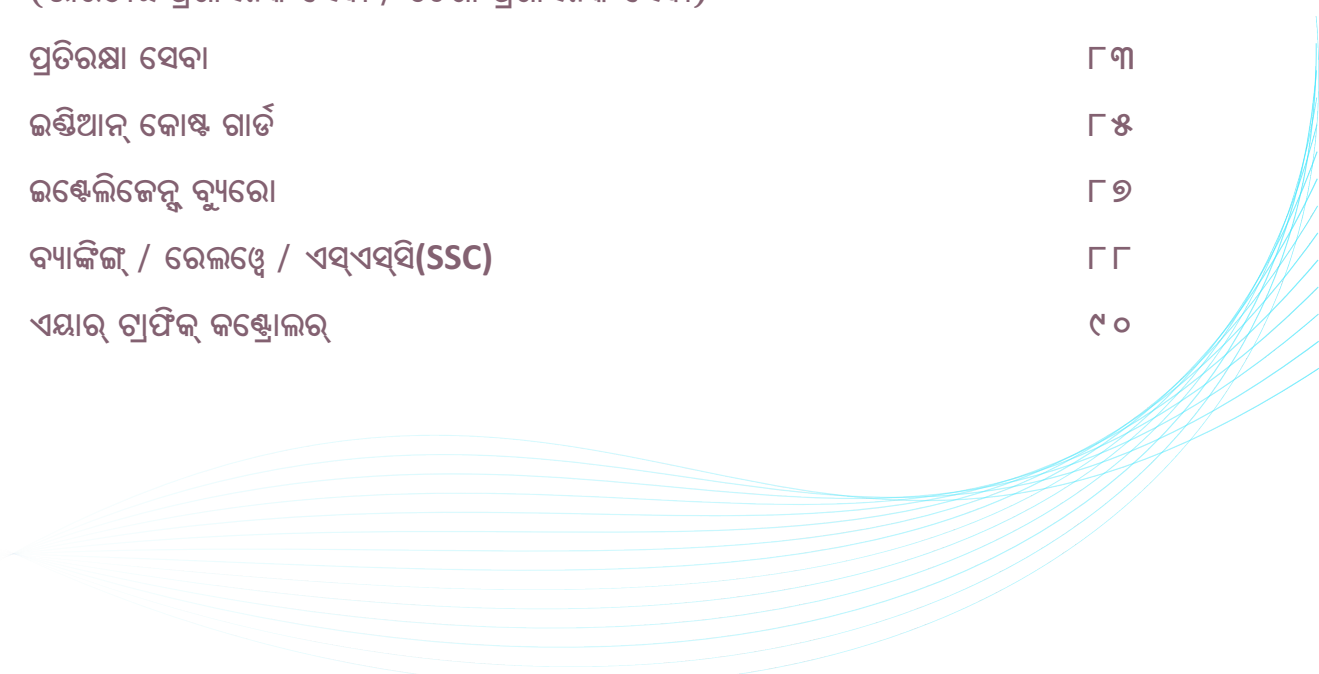 ପ୍ରତିରକ୍ଷା ସେବା ୮୩
ଇଣ୍ଡିଆନ୍ କୋଷ୍ଟ ଗାର୍ଡ ୮୫
ଇଣ୍ଟେଲିଜେନ୍ସ୍ ବ୍ୟୁରୋ ୮୭
ବ୍ୟାଙ୍କିଙ୍ଗ୍ / ରେଲୱେ / ଏସ୍ଏସ୍ସି(SSC) ୮୮
ଏୟାର୍ ଟ୍ରାଫିକ୍ କଣ୍ଟ୍ରୋଲର୍ ୯୦